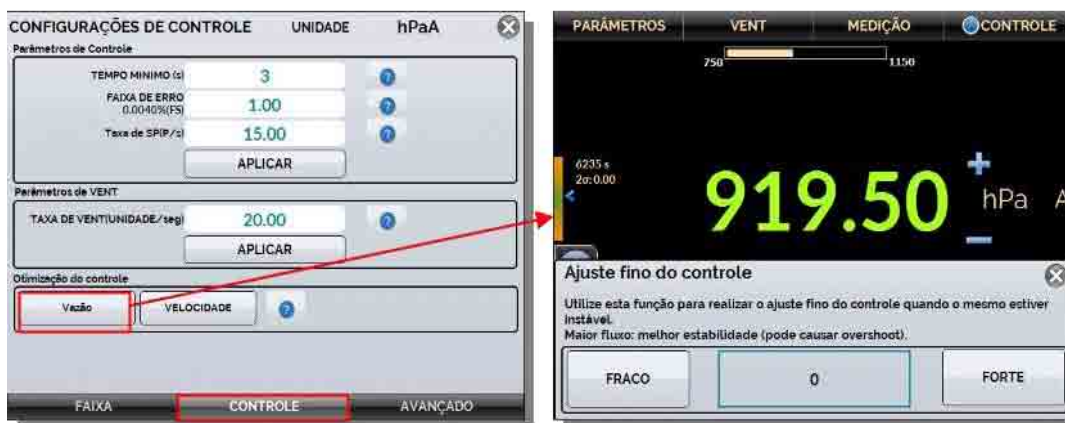 CONFIGURAÇÕES DE CONTROLE UNIDADE hPaA
Parâmetros de Controle
TEMPO MINIMO (s) 3
FAIXA DE ERRO
0.0040%(FS) 1.00
Taxa de SP(P/s) 15.00
APLICAR
Parâmetros de VENT
TAXA DE VENT(UNIDADE/seg) 20.00
APLICAR
Otimização do controle
Vazão VELOCIDADE
FAIXA CONTROLE AVANÇADO
PARÂMETROS VENT MEDIÇÃO CONTROLE
750 1150
6235 s
2σ:0.00
919.50 hPa A
Ajuste fino do controle
Utilize esta função para realizar o ajuste fino do controle quando o mesmo estiver
instável.
Maior fluxo: melhor estabilidade (pode causar overshoot).
FRACO 0 FORTE